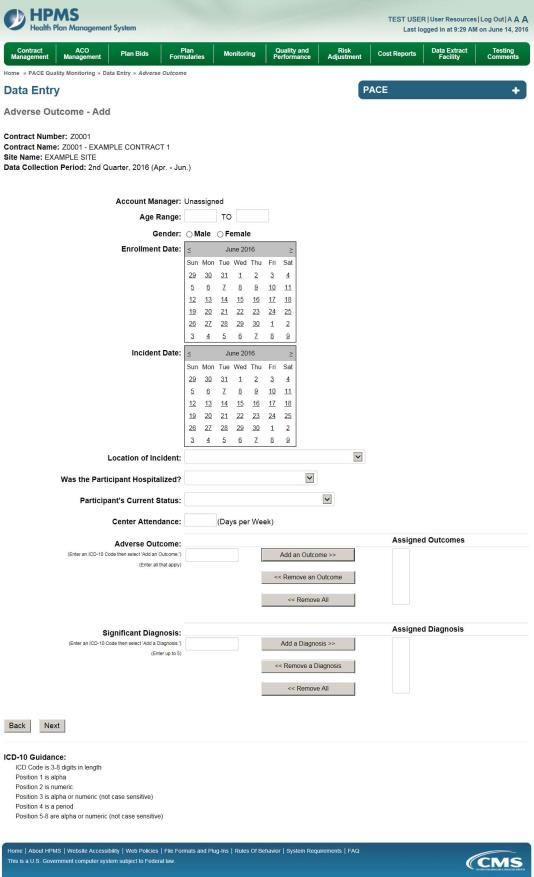 HPMS
Health Plan Management System
TEST USER | User Resources | Log Out | A A A
Last logged in at 9:29 AM on June 14, 2016
Contract Management
ACO Management
Plan Bids
Plan Formularies
Monitoring
Quality and Performance
Risk Adjustment
Cost Reports
Data Extract Facility
Testing Comments
Home » PACE Quality Monitoring » Data Entry » Adverse Outcome
Data Entry
PACE +
Adverse Outcome - Add
Contract Number: Z0001
Contract Name: Z0001 - EXAMPLE CONTRACT 1
Site Name: EXAMPLE SITE
Data Collection Period: 2nd Quarter, 2016 (Apr. - Jun.)
Account Manager: Unassigned
Age Range: TO
Gender: Male Female
Enrollment Date: < June 2016 >
Sun Mon Tue Wed Thu Fri Sat
29 30 31 1 2 3 4
5 6 7 8 9 10 11
12 13 14 15 16 17 18
19 20 21 22 23 24 25
26 27 28 29 30 1 2
3 4 5 6 7 8 9
Incident Date: < June 2016 >
Sun Mon Tue Wed Thu Fri Sat
29 30 31 1 2 3 4
5 6 7 8 9 10 11
12 13 14 15 16 17 18
19 20 21 22 23 24 25
26 27 28 29 30 1 2
3 4 5 6 7 8 9
Location of Incident:
Was the Participant Hospitalized?
Participant's Current Status:
Center Attendance: (Days per Week)
Adverse Outcome: Assigned Outcomes
(Enter an ICD-10 Code then select 'Add an Outcome.') Add an Outcome >>
(Enter all that apply)
<< Remove an Outcome
<< Remove All
Significant Diagnosis: Assigned Diagnosis
(Enter an ICD-10 Code then select 'Add a Diagnosis.') Add a Diagnosis >>
(Enter up to 5)
<< Remove a Diagnosis
<< Remove All
Back Next
ICD-10 Guidance:
ICD Code is 3-8 digits in length
Position 1 is alpha
Position 2 is numeric
Position 3 is alpha or numeric (not case sensitive)
Position 4 is a period
Position 5-8 are alpha or numeric (not case sensitive)
Home | About HPMS | Website Accessibility | Web Policies | File Formats and Plug-Ins | Rules Of Behavior | System Requirements | FAQ
This is a U.S. Government computer system subject to Federal law.
CMS